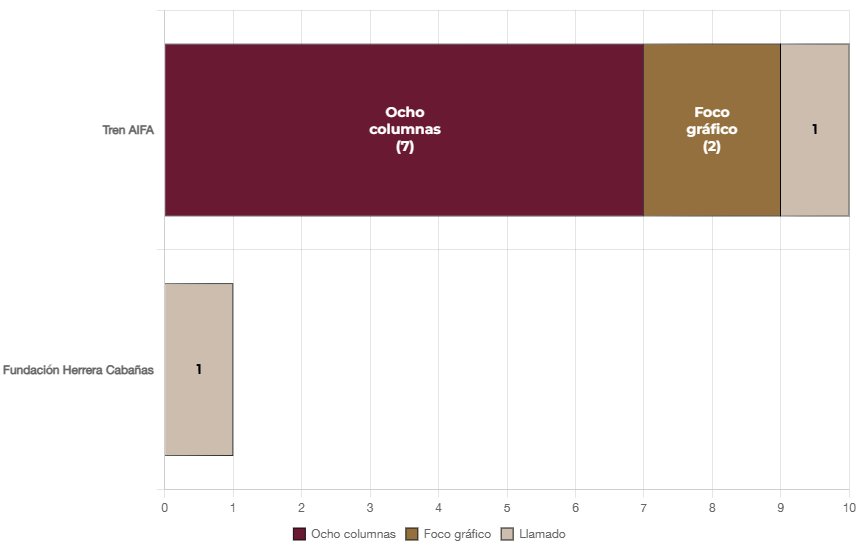 Tren AIFA
Ocho
columnas
(7)
Foco
gráfico
(2)
1
Fundación Herrera Cabañas
1
0 1 2 3 4 5 6 7 8 9 10
Ocho columnas Foco gráfico Llamado